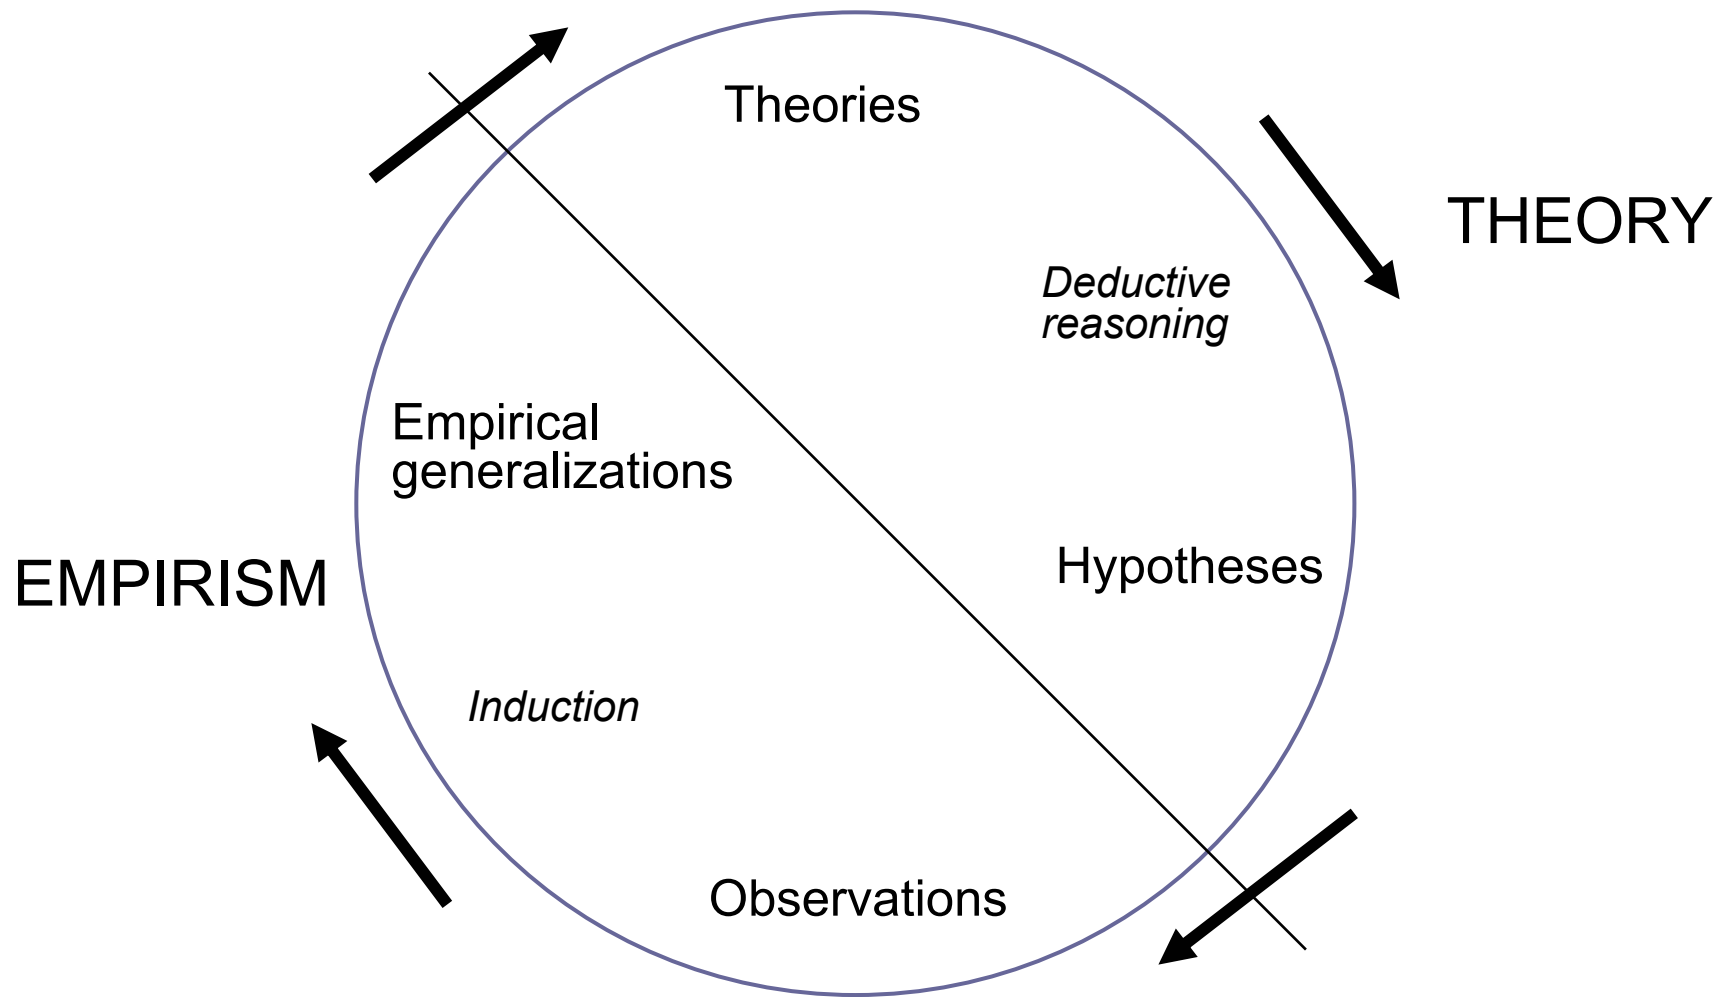 Theories
THEORY
Deductive
reasoning
Empirical
generalizations
Hypotheses
EMPIRISM
Induction
Observations